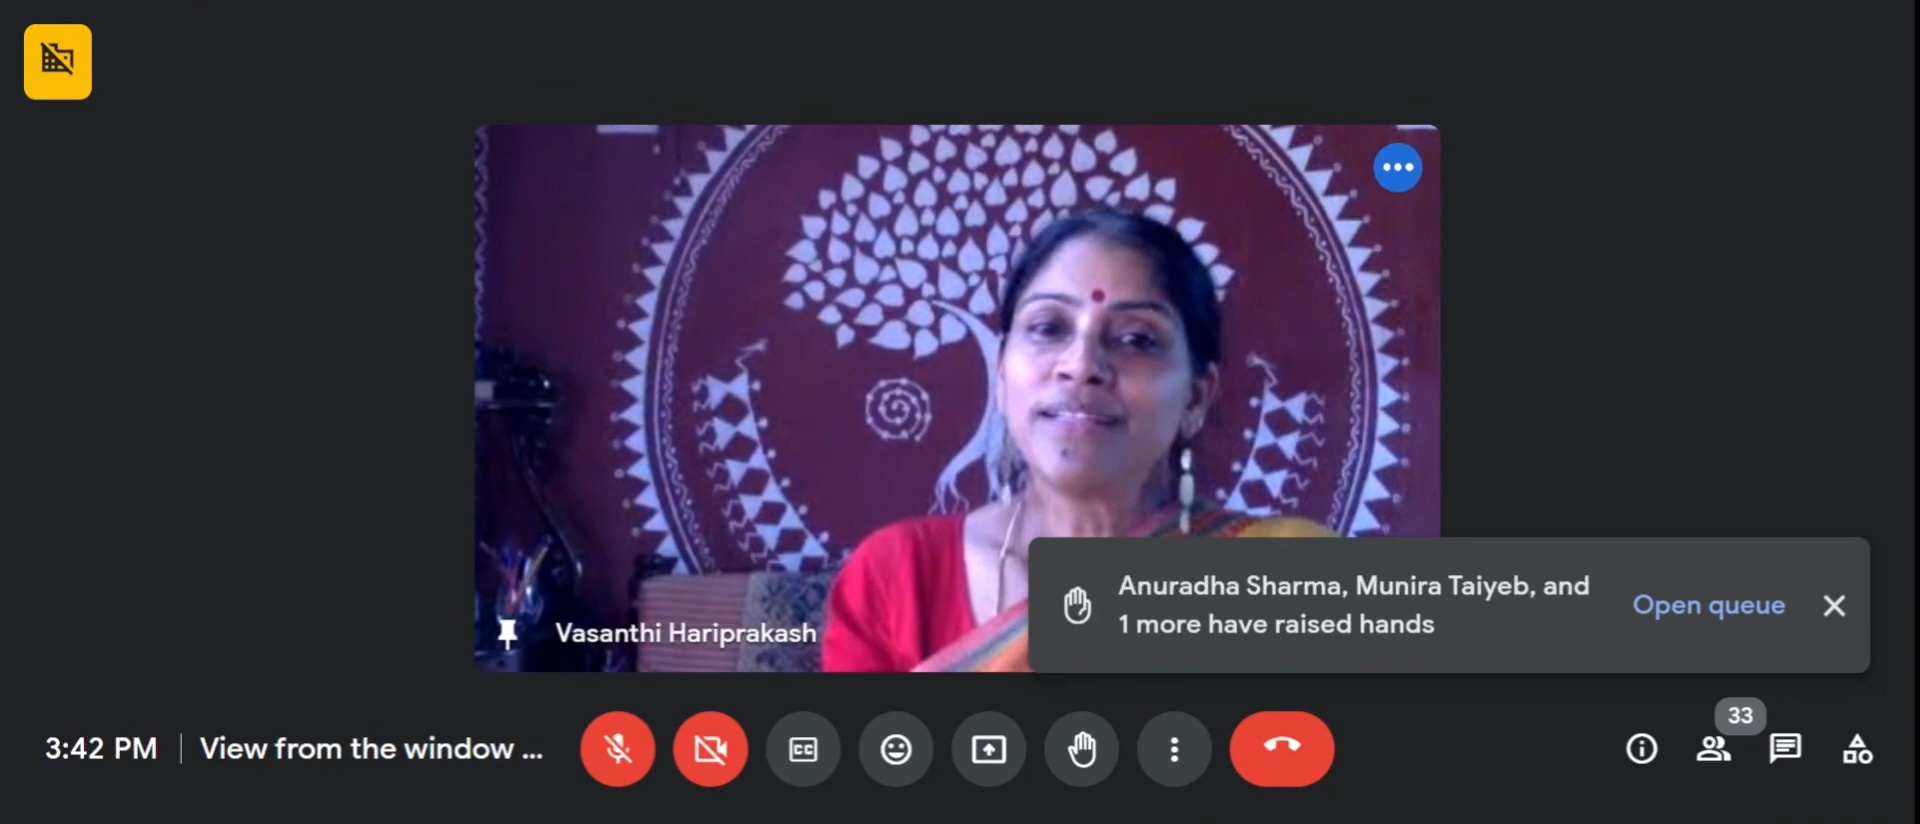 Vasanthi Hariprakash
Anuradha Sharma, Munira Taiyeb, and
1 more have raised hands
Open queue
33
3:42 PM
View from the window ...
CC